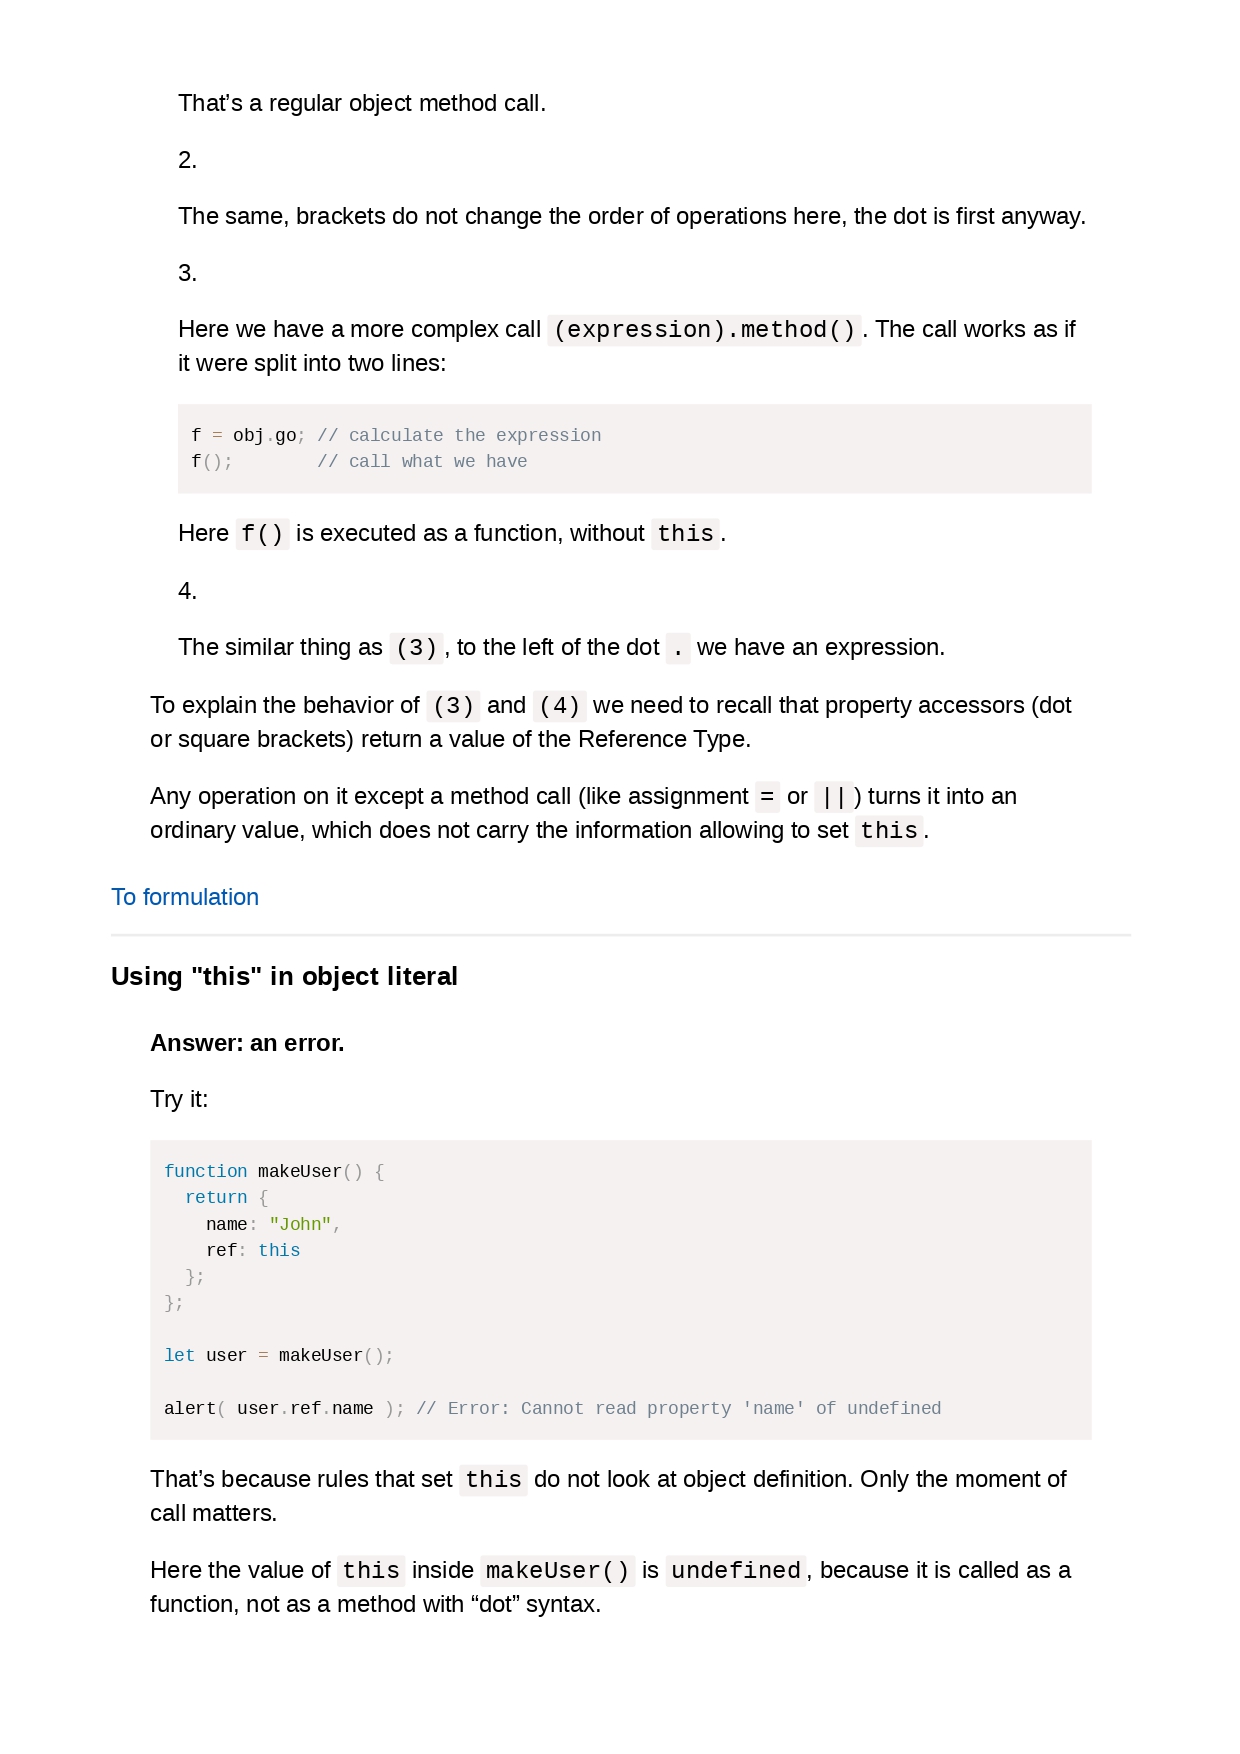 That’s a regular object method call.
2.
The same, brackets do not change the order of operations here, the dot is first anyway.
3.
Here we have a more complex call (expression).method(). The call works as if
it were split into two lines:
f = obj.go; // calculate the expression
f();        // call what we have
Here f() is executed as a function, without this.
4.
The similar thing as (3), to the left of the dot . we have an expression.
To explain the behavior of (3) and (4) we need to recall that property accessors (dot
or square brackets) return a value of the Reference Type.
Any operation on it except a method call (like assignment = or ||) turns it into an
ordinary value, which does not carry the information allowing to set this.
To formulation
Using "this" in object literal
Answer: an error.
Try it:
function makeUser() {
  return {
    name: "John",
    ref: this
  };
};
let user = makeUser();
alert( user.ref.name ); // Error: Cannot read property 'name' of undefined
That’s because rules that set this do not look at object definition. Only the moment of
call matters.
Here the value of this inside makeUser() is undefined, because it is called as a
function, not as a method with “dot” syntax.